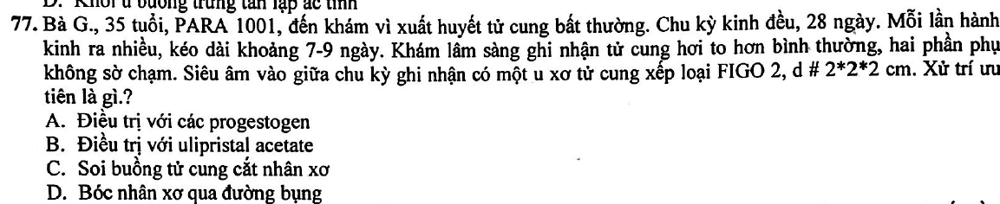 D. Khối u buồng trứng tân lập ác tính
77. Bà G., 35 tuổi, PARA 1001, đến khám vì xuất huyết tử cung bất thường. Chu kỳ kinh đều, 28 ngày. Mỗi lần hành
kinh ra nhiều, kéo dài khoảng 7-9 ngày. Khám lâm sàng ghi nhận tử cung hơi to hơn bình thường, hai phần phụ
không sờ chạm. Siêu âm vào giữa chu kỳ ghi nhận có một u xơ tử cung xếp loại FIGO 2, d # 2*2*2 cm. Xử trí ưu
tiên là gì.?
A. Điều trị với các progestogen
B. Điều trị với ulipristal acetate
C. Soi buồng tử cung cắt nhân xơ
D. Bóc nhân xơ qua đường bụng